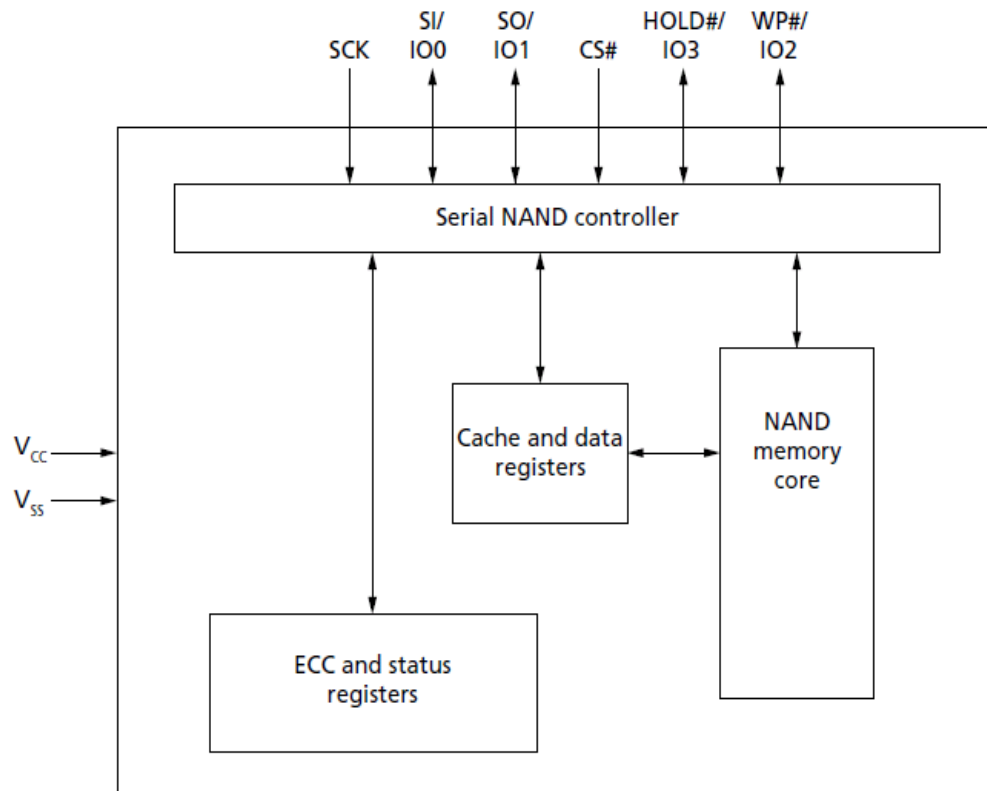 SI/ SO/ HOLD#/ WP#/
SCK IO0 IO1 CS# IO3 IO2
Serial NAND controller
Cache and data
registers
NAND
memory
core
VCC
VSS
ECC and status
registers